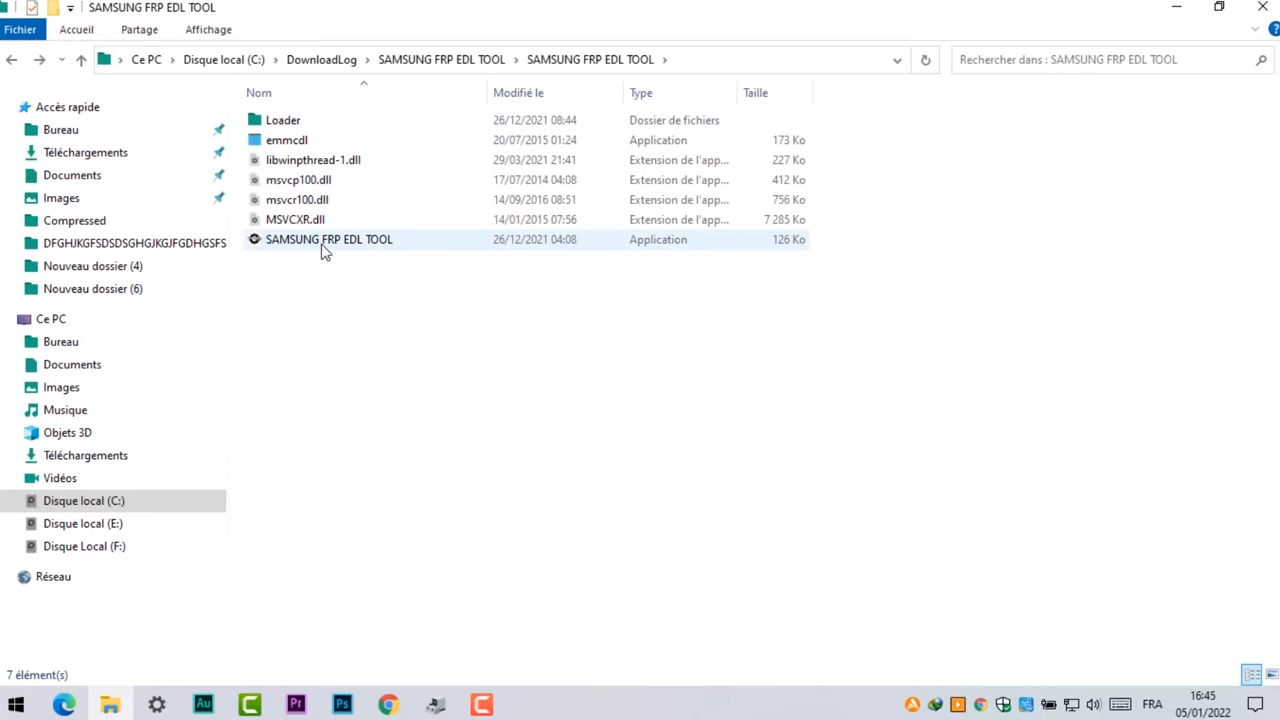 SAMSUNG FRP EDL TOOL
Fichier Accueil Partage Affichage
Ce PC Disque local (C:) DownloadLog SAMSUNG FRP EDL TOOL SAMSUNG FRP EDL TOOL
Rechercher dans : SAMSUNG FRP EDL TOOL
Nom Modifié le Type Taille
Loader 26/12/2021 08:44 Dossier de fichiers
emmcdl 20/07/2015 01:24 Application 173 Ko
libwinpthread-1.dll 29/03/2021 21:41 Extension de l'app... 227 Ko
msvcp100.dll 17/07/2014 04:08 Extension de l'app... 412 Ko
msvcr100.dll 14/09/2016 08:51 Extension de l'app... 756 Ko
MSVCXR.dll 14/01/2015 07:56 Extension de l'app... 7 285 Ko
SAMSUNG FRP EDL TOOL 26/12/2021 04:08 Application 126 Ko
Accès rapide
Bureau
Téléchargements
Documents
Images
Compressed
DFGHJKGFSDSDSGHGJKGJFGDHGSFS
Nouveau dossier (4)
Nouveau dossier (6)
Ce PC
Bureau
Documents
Images
Musique
Objets 3D
Téléchargements
Vidéos
Disque local (C:)
Disque local (E:)
Disque Local (F:)
Réseau
7 élément(s)
Au Pr Ps
FRA
16:45
05/01/2022